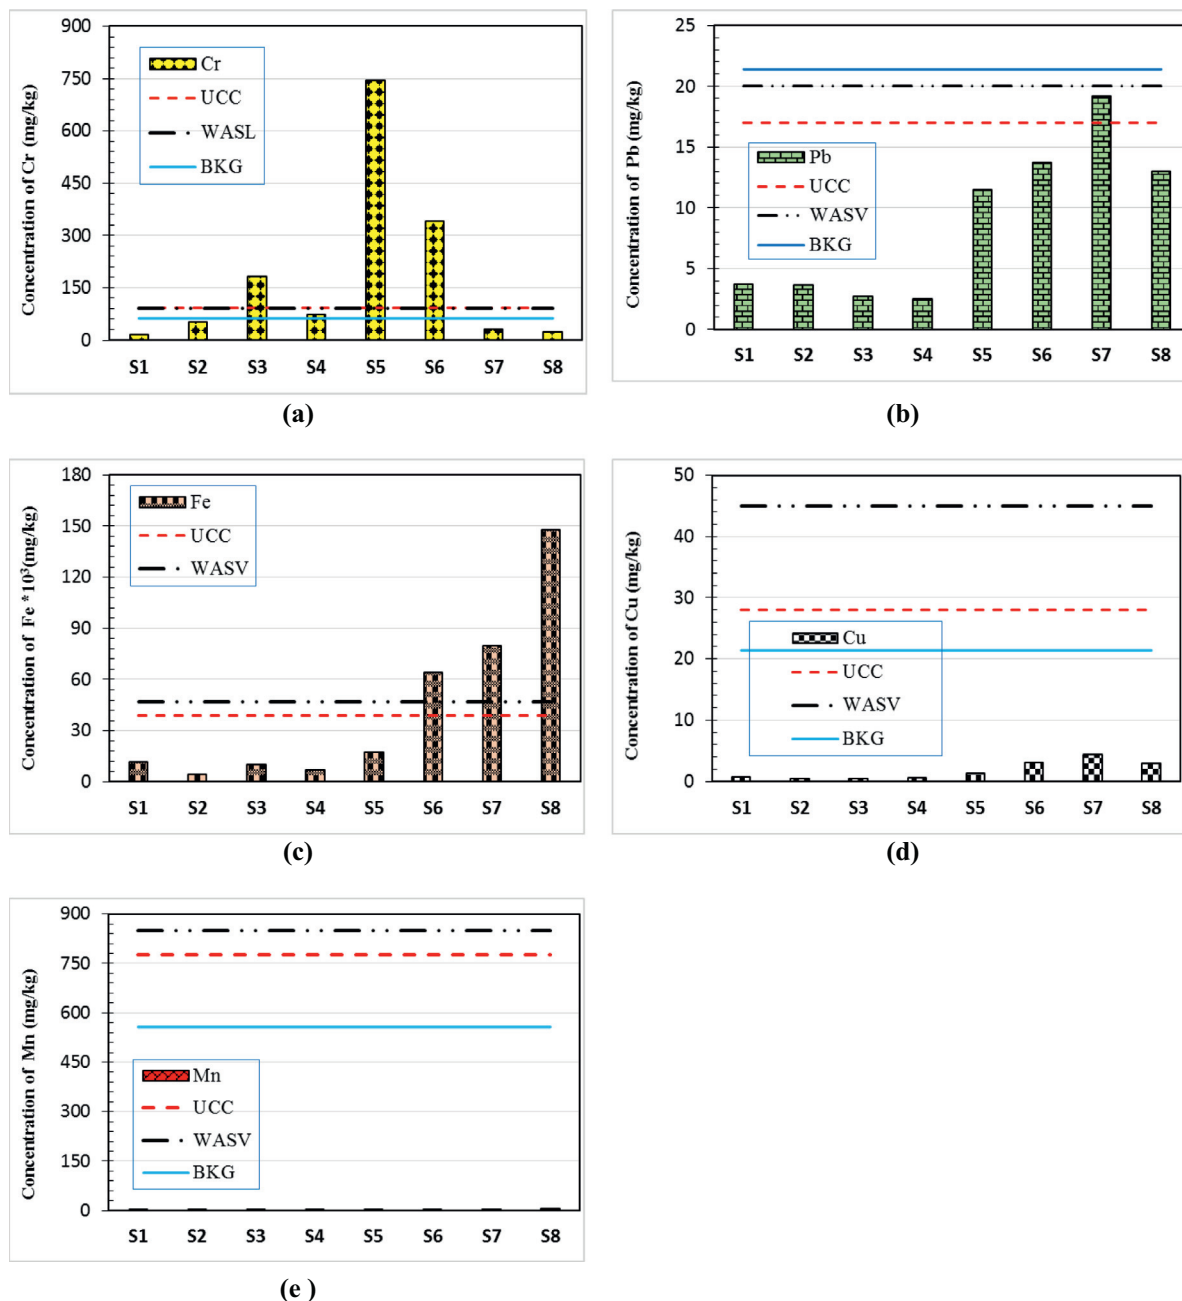 900
750
600
450
300
150
0
Concentration of Cr (mg/kg)
Cr
UCC
WASL
BKG
S1 S2 S3 S4 S5 S6 S7 S8
(a)
25
20
15
10
5
0
Concentration of Pb (mg/kg)
Pb
UCC
WASV
BKG
S1 S2 S3 S4 S5 S6 S7 S8
(b)
180
150
120
90
60
30
0
Concentration of Fe *10³(mg/kg)
Fe
UCC
WASV
S1 S2 S3 S4 S5 S6 S7 S8
(c)
50
40
30
20
10
0
Concentration of Cu (mg/kg)
Cu
UCC
WASV
BKG
S1 S2 S3 S4 S5 S6 S7 S8
(d)
900
750
600
450
300
150
0
Concentration of Mn (mg/kg)
Mn
UCC
WASV
BKG
S1 S2 S3 S4 S5 S6 S7 S8
(e )